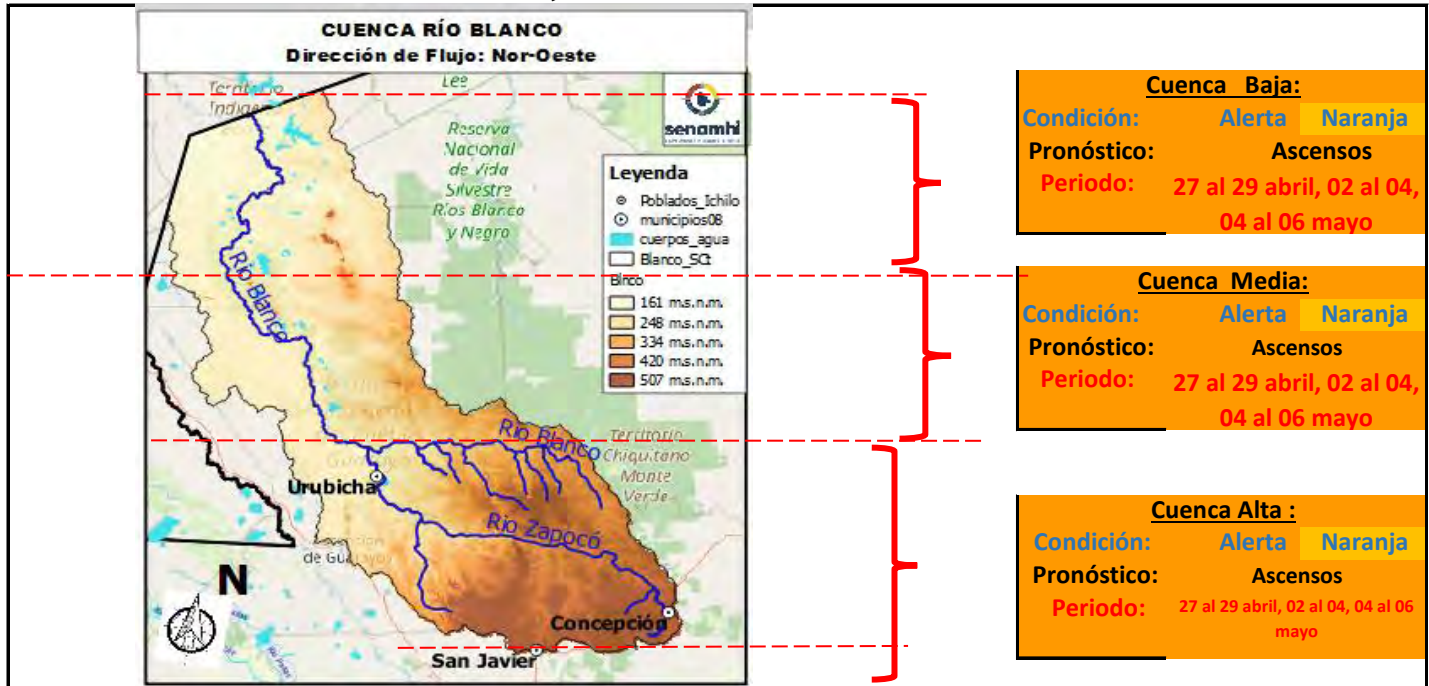 CUENCA RÍO BLANCO
Dirección de Flujo: Nor-Oeste
Territorio
Indígen
Lee
senamhi
Reserva
Nacional
de Vida
Silvestre
Ríos Blanco
y Negro
Leyenda
Poblados_Ichilo
municipios08
cuerpos_agua
Blanco_SCt
Blnco
161 m.s.n.m.
248 m.s.n.m.
334 m.s.n.m.
420 m.s.n.m.
507 m.s.n.m.
Río Blanco
Río Blanco
Territorio
Chiquitano
Monte
Verde
Urubicha
Río Zapocó
de Guarayos
N
Concepción
San Javier
Cuenca Baja:
Condición: Alerta Naranja
Pronóstico: Ascensos
Periodo: 27 al 29 abril, 02 al 04,
04 al 06 mayo
Cuenca Media:
Condición: Alerta Naranja
Pronóstico: Ascensos
Periodo: 27 al 29 abril, 02 al 04,
04 al 06 mayo
Cuenca Alta :
Condición: Alerta Naranja
Pronóstico: Ascensos
Periodo: 27 al 29 abril, 02 al 04, 04 al 06
mayo